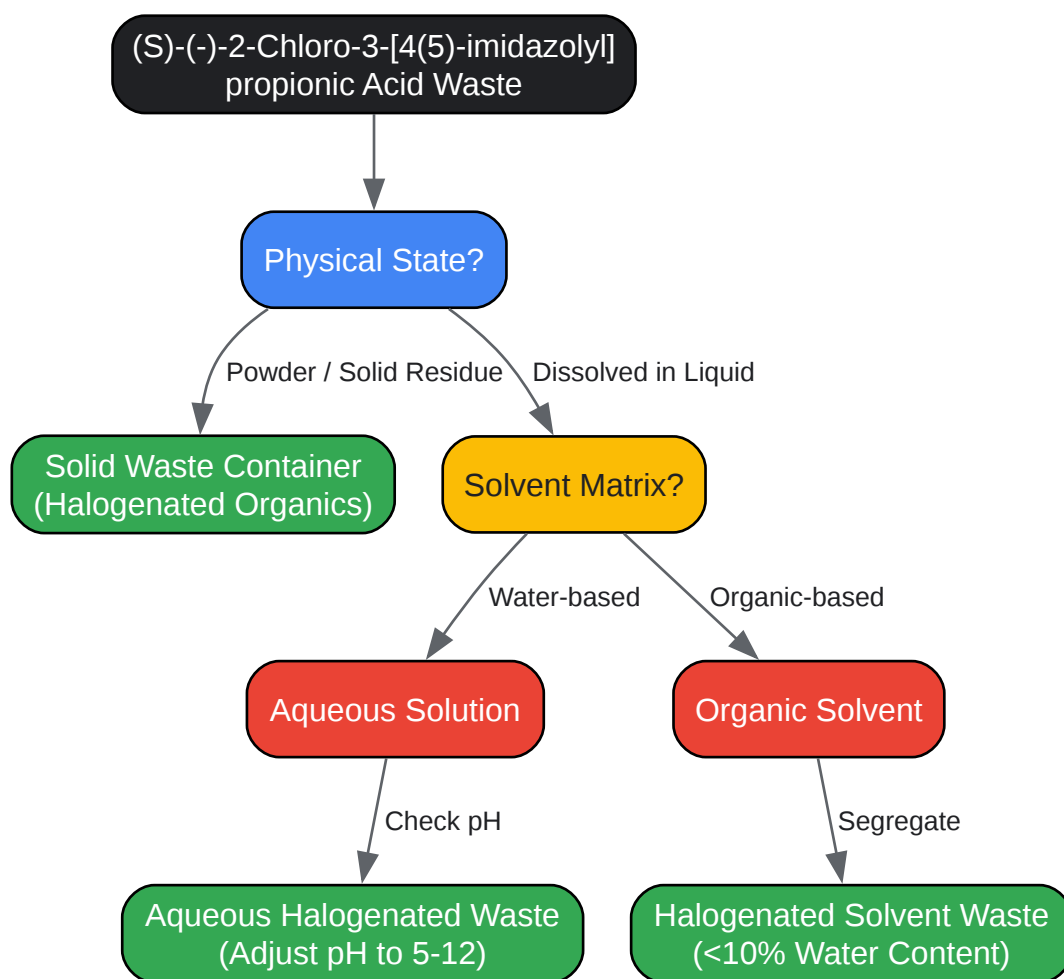 (S)-(-)-2-Chloro-3-[4(5)-imidazolyl]
propionic Acid Waste
Physical State?
Powder / Solid Residue
Dissolved in Liquid
Solid Waste Container
(Halogenated Organics)
Solvent Matrix?
Water-based
Organic-based
Aqueous Solution
Organic Solvent
Check pH
Segregate
Aqueous Halogenated Waste
(Adjust pH to 5-12)
Halogenated Solvent Waste
(<10% Water Content)